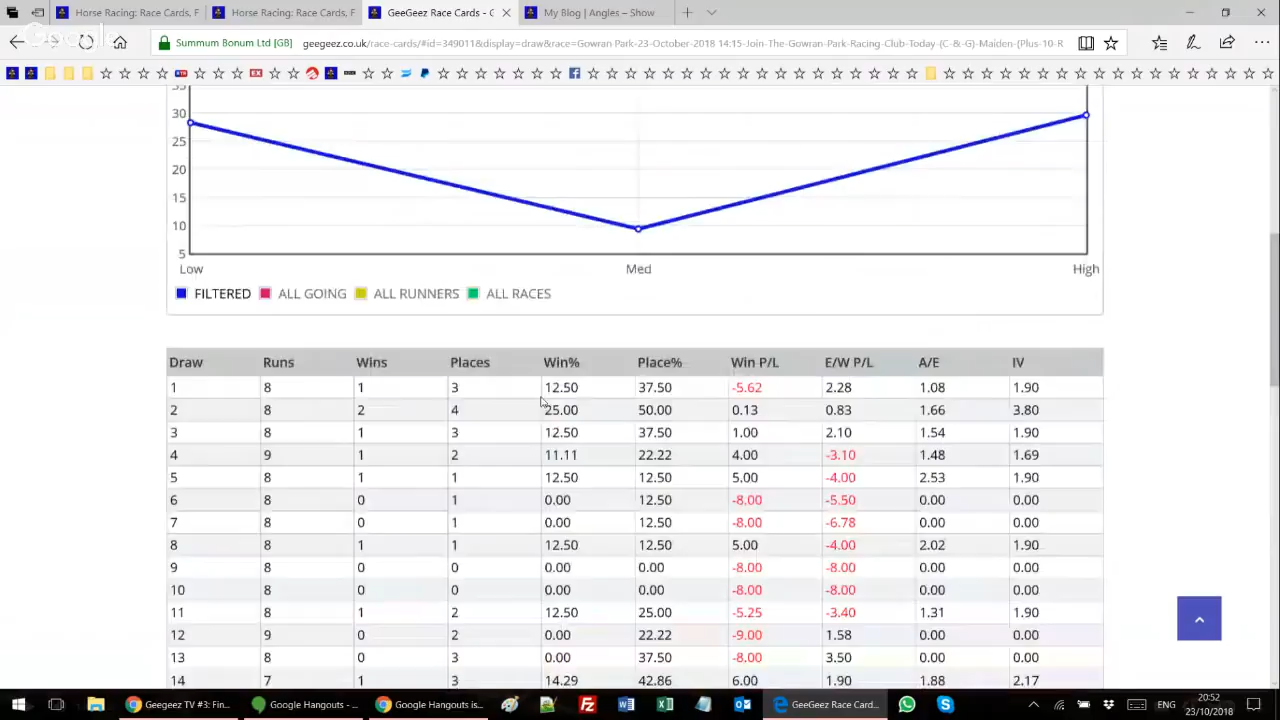 Horse Racing: Race Cards, F
Horse Racing: Race Cards, F
GeeGeez Race Cards - G
My Blog | Angles – Show
Google
Summum Bonum Ltd [GB]
geegeez.co.uk/race-cards/#id=349011&display=draw&race=Gowran Park-23-October-2018 14:15-Join-The-Gowran-Park-Racing-Club-Today-(C-&-G)-Maiden-(Plus-10-R
35
30
25
20
15
10
5
Low Med High
FILTERED ALL GOING ALL RUNNERS ALL RACES
Draw Runs Wins Places Win% Place% Win P/L E/W P/L A/E IV
1 8 1 3 12.50 37.50 -5.62 2.28 1.08 1.90
2 8 2 4 25.00 50.00 0.13 0.83 1.66 3.80
3 8 1 3 12.50 37.50 1.00 2.10 1.54 1.90
4 9 1 2 11.11 22.22 4.00 -3.10 1.48 1.69
5 8 1 1 12.50 12.50 5.00 -4.00 2.53 1.90
6 8 0 1 0.00 12.50 -8.00 -5.50 0.00 0.00
7 8 0 1 0.00 12.50 -8.00 -6.78 0.00 0.00
8 8 1 1 12.50 12.50 5.00 -4.00 2.02 1.90
9 8 0 0 0.00 0.00 -8.00 -8.00 0.00 0.00
10 8 0 0 0.00 0.00 -8.00 -8.00 0.00 0.00
11 8 1 2 12.50 25.00 -5.25 -3.40 1.31 1.90
12 9 0 2 0.00 22.22 -9.00 1.58 0.00 0.00
13 8 0 3 0.00 37.50 -8.00 3.50 0.00 0.00
14 7 1 3 14.29 42.86 6.00 1.90 1.88 2.17
Geegeez TV #3: Fin...
Google Hangouts - ...
Google Hangouts is...
GeeGeez Race Card...
ENG
20:52
23/10/2018